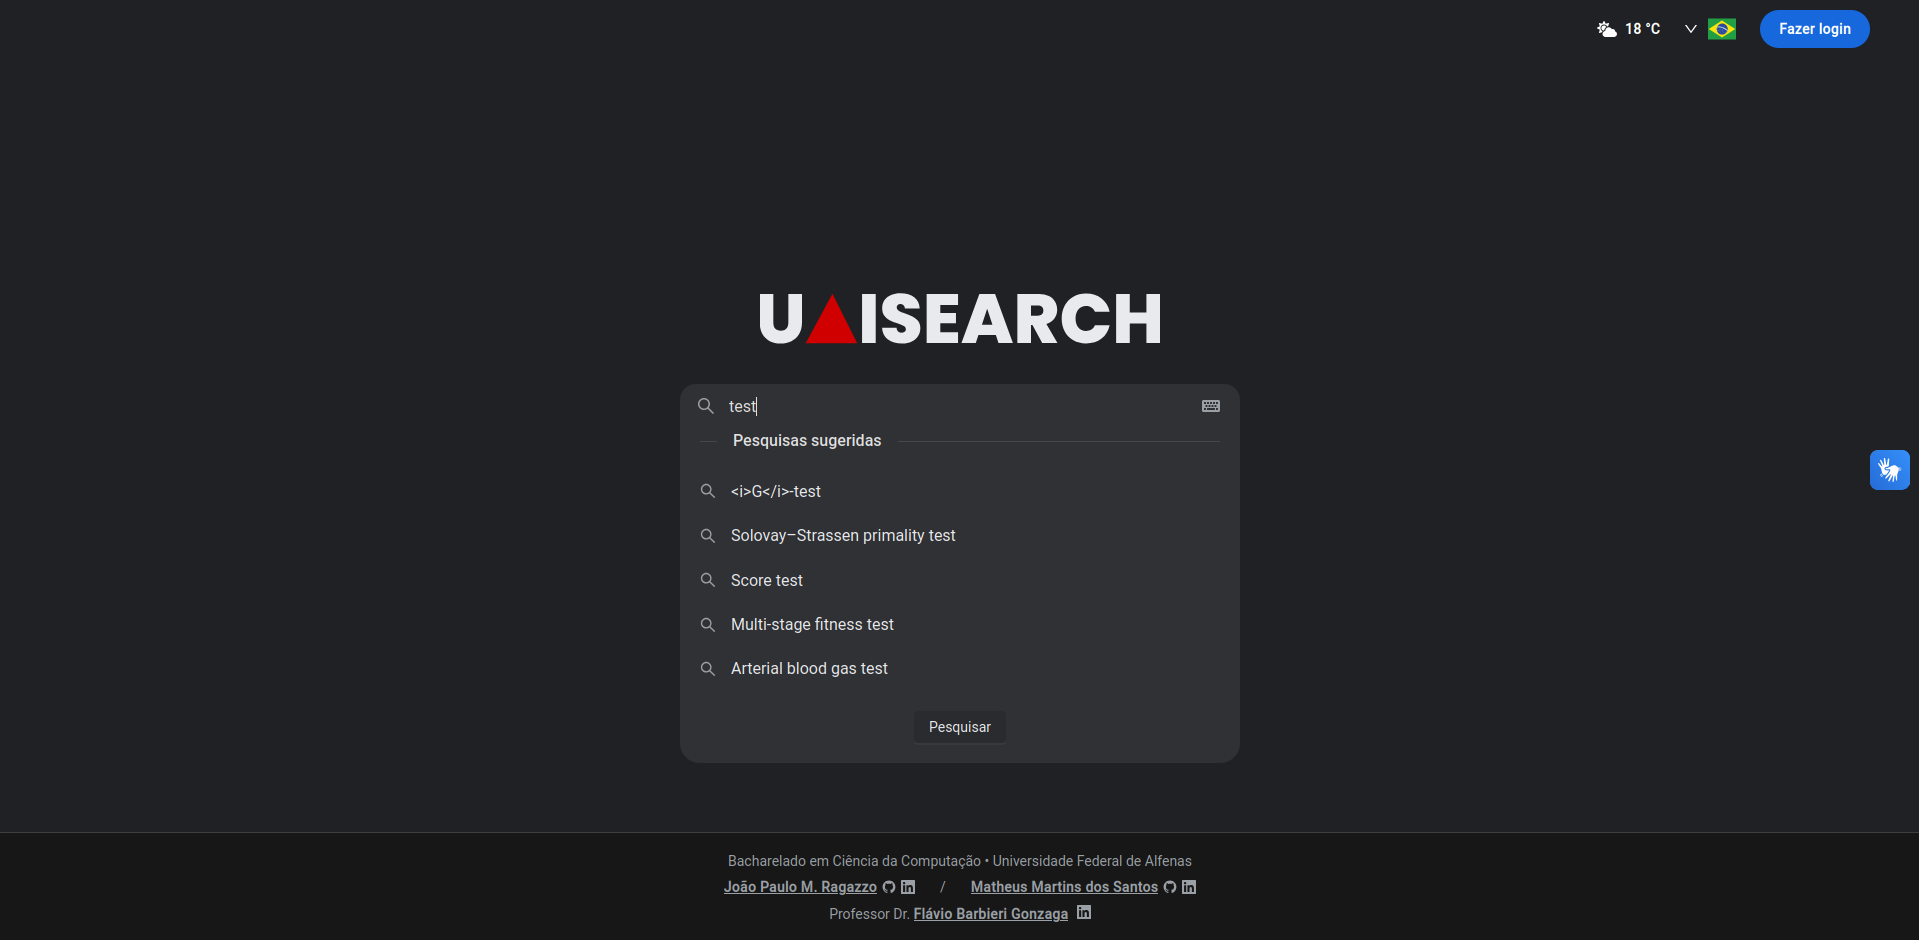 18 °C
Fazer login
UAISEARCH
test
Pesquisas sugeridas
<i>G</i>-test
Solovay–Strassen primality test
Score test
Multi-stage fitness test
Arterial blood gas test
Pesquisar
Bacharelado em Ciência da Computação • Universidade Federal de Alfenas
João Paulo M. Ragazzo / Matheus Martins dos Santos
Professor Dr. Flávio Barbieri Gonzaga